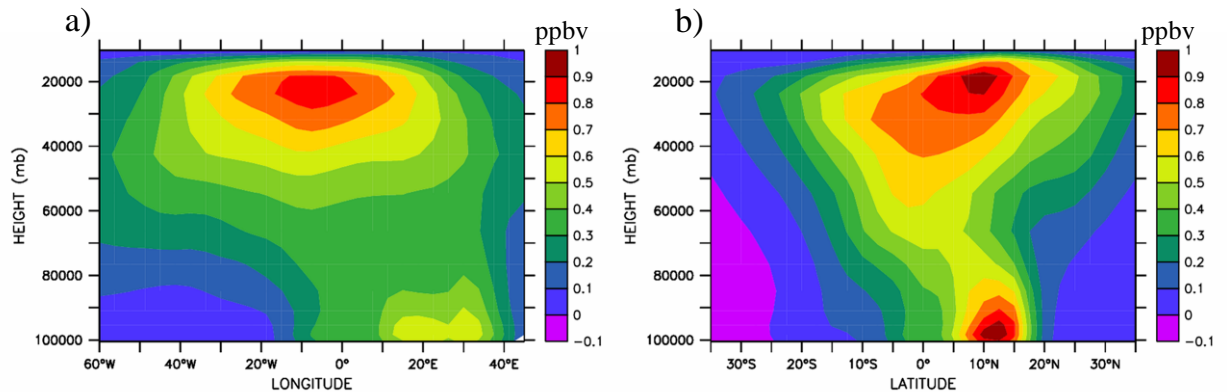 a)
ppbv
HEIGHT (mb)
20000
40000
60000
80000
100000
60°W
40°W
20°W
0°
20°E
40°E
LONGITUDE
1
0.9
0.8
0.7
0.6
0.5
0.4
0.3
0.2
0.1
0
−0.1
b)
ppbv
HEIGHT (mb)
20000
40000
60000
80000
100000
30°S
20°S
10°S
0°
10°N
20°N
30°N
LATITUDE
1
0.9
0.8
0.7
0.6
0.5
0.4
0.3
0.2
0.1
0
−0.1